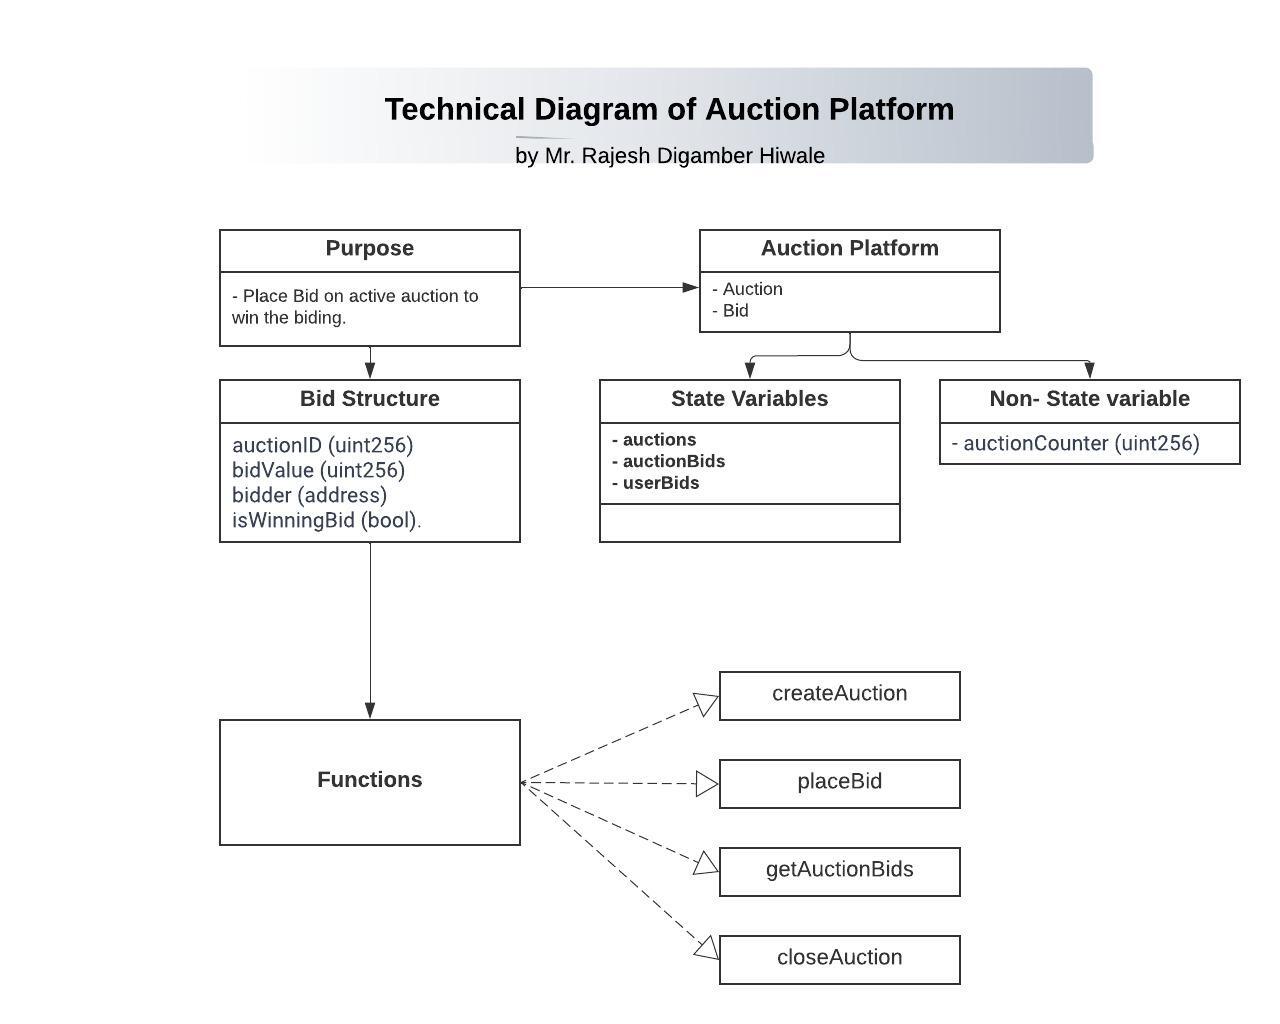 Technical Diagram of Auction Platform
by Mr. Rajesh Digamber Hiwale
Purpose
- Place Bid on active auction to
win the biding.
Auction Platform
- Auction
- Bid
Bid Structure
auctionID (uint256)
bidValue (uint256)
bidder (address)
isWinningBid (bool).
State Variables
- auctions
- auctionBids
- userBids
Non- State variable
- auctionCounter (uint256)
Functions
createAuction
placeBid
getAuctionBids
closeAuction